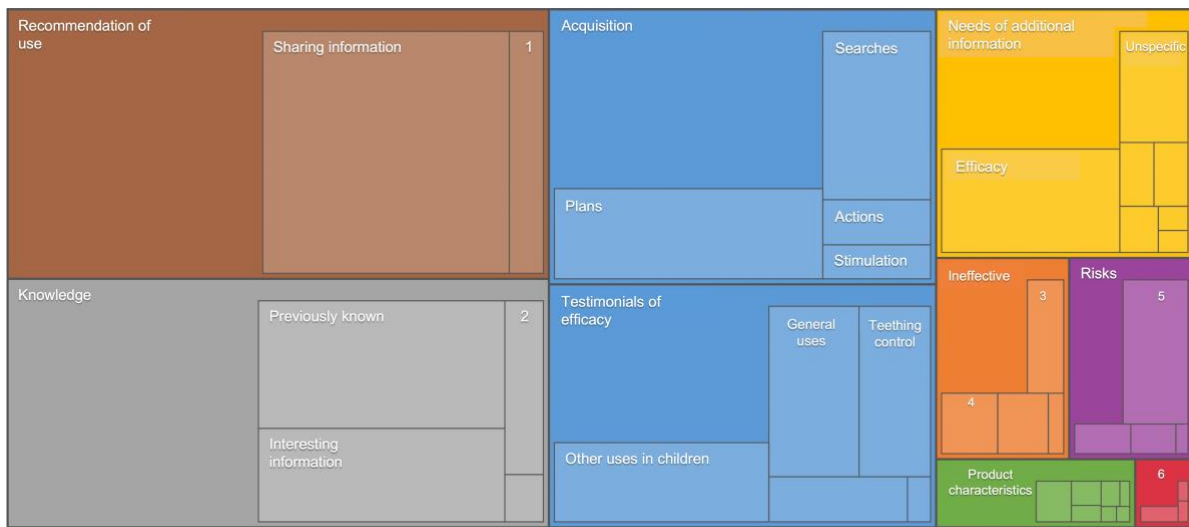 Recommendation of
use
Sharing information
1
Acquisition
Searches
Plans
Actions
Stimulation
Needs of additional
information
Unspecific
Efficacy
Knowledge
Previously known
2
Interesting
information
Testimonials of
efficacy
General
uses
Teething
control
Other uses in children
Ineffective
3
4
Risks
5
Product
characteristics
6